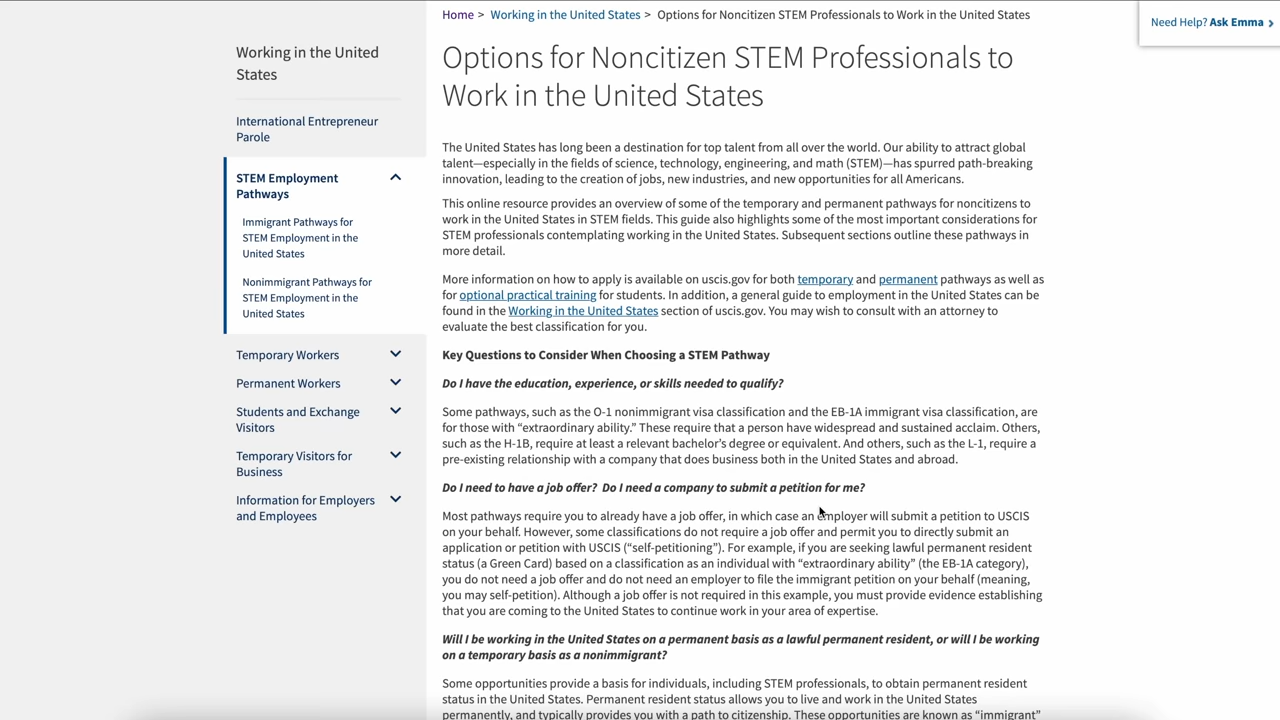 Home > Working in the United States > Options for Noncitizen STEM Professionals to Work in the United States
Need Help? Ask Emma
Working in the United
States
International Entrepreneur
Parole
STEM Employment
Pathways
Immigrant Pathways for
STEM Employment in the
United States
Nonimmigrant Pathways for
STEM Employment in the
United States
Temporary Workers
Permanent Workers
Students and Exchange
Visitors
Temporary Visitors for
Business
Information for Employers
and Employees
Options for Noncitizen STEM Professionals to
Work in the United States
The United States has long been a destination for top talent from all over the world. Our ability to attract global
talent—especially in the fields of science, technology, engineering, and math (STEM)—has spurred path-breaking
innovation, leading to the creation of jobs, new industries, and new opportunities for all Americans.
This online resource provides an overview of some of the temporary and permanent pathways for noncitizens to
work in the United States in STEM fields. This guide also highlights some of the most important considerations for
STEM professionals contemplating working in the United States. Subsequent sections outline these pathways in
more detail.
More information on how to apply is available on uscis.gov for both temporary and permanent pathways as well as
for optional practical training for students. In addition, a general guide to employment in the United States can be
found in the Working in the United States section of uscis.gov. You may wish to consult with an attorney to
evaluate the best classification for you.
Key Questions to Consider When Choosing a STEM Pathway
Do I have the education, experience, or skills needed to qualify?
Some pathways, such as the O-1 nonimmigrant visa classification and the EB-1A immigrant visa classification, are
for those with “extraordinary ability.” These require that a person have widespread and sustained acclaim. Others,
such as the H-1B, require at least a relevant bachelor’s degree or equivalent. And others, such as the L-1, require a
pre-existing relationship with a company that does business both in the United States and abroad.
Do I need to have a job offer? Do I need a company to submit a petition for me?
Most pathways require you to already have a job offer, in which case an employer will submit a petition to USCIS
on your behalf. However, some classifications do not require a job offer and permit you to directly submit an
application or petition with USCIS (“self-petitioning”). For example, if you are seeking lawful permanent resident
status (a Green Card) based on a classification as an individual with “extraordinary ability” (the EB-1A category),
you do not need a job offer and do not need an employer to file the immigrant petition on your behalf (meaning,
you may self-petition). Although a job offer is not required in this example, you must provide evidence establishing
that you are coming to the United States to continue work in your area of expertise.
Will I be working in the United States on a permanent basis as a lawful permanent resident, or will I be working
on a temporary basis as a nonimmigrant?
Some opportunities provide a basis for individuals, including STEM professionals, to obtain permanent resident
status in the United States. Permanent resident status allows you to live and work in the United States
permanently, and typically provides you with a path to citizenship. These opportunities are known as “immigrant”